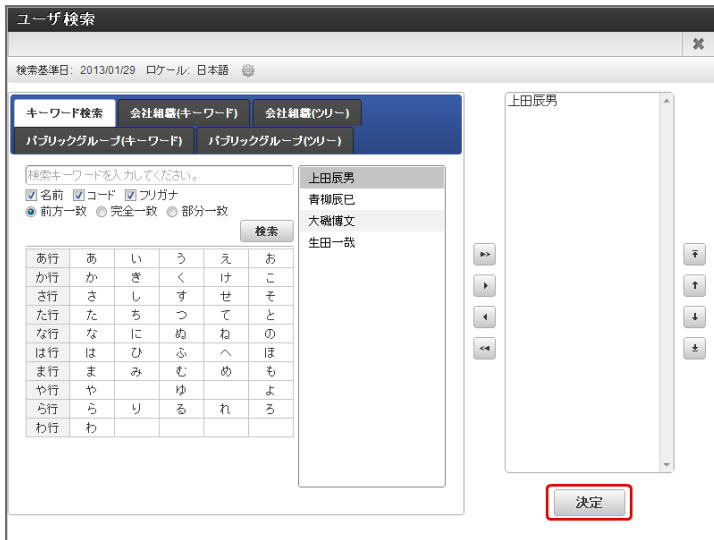 ユーザ検索
検索基準日: 2013/01/29 ロケール: 日本語
キーワード検索 会社組織(キーワード) 会社組織(ツリー)
パブリックグループ(キーワード) パブリックグループ(ツリー)
検索キーワードを入力してください。
名前 コード フリガナ
前方一致 完全一致 部分一致
検索
あ行 あ い う え お
か行 か き く け こ
さ行 さ し す せ そ
た行 た ち つ て と
な行 な に ぬ ね の
は行 は ひ ふ へ ほ
ま行 ま み む め も
や行 や ゆ よ
ら行 ら り る れ ろ
わ行 わ
上田辰男
青柳辰巳
大磯博文
生田一哉
上田辰男
決定